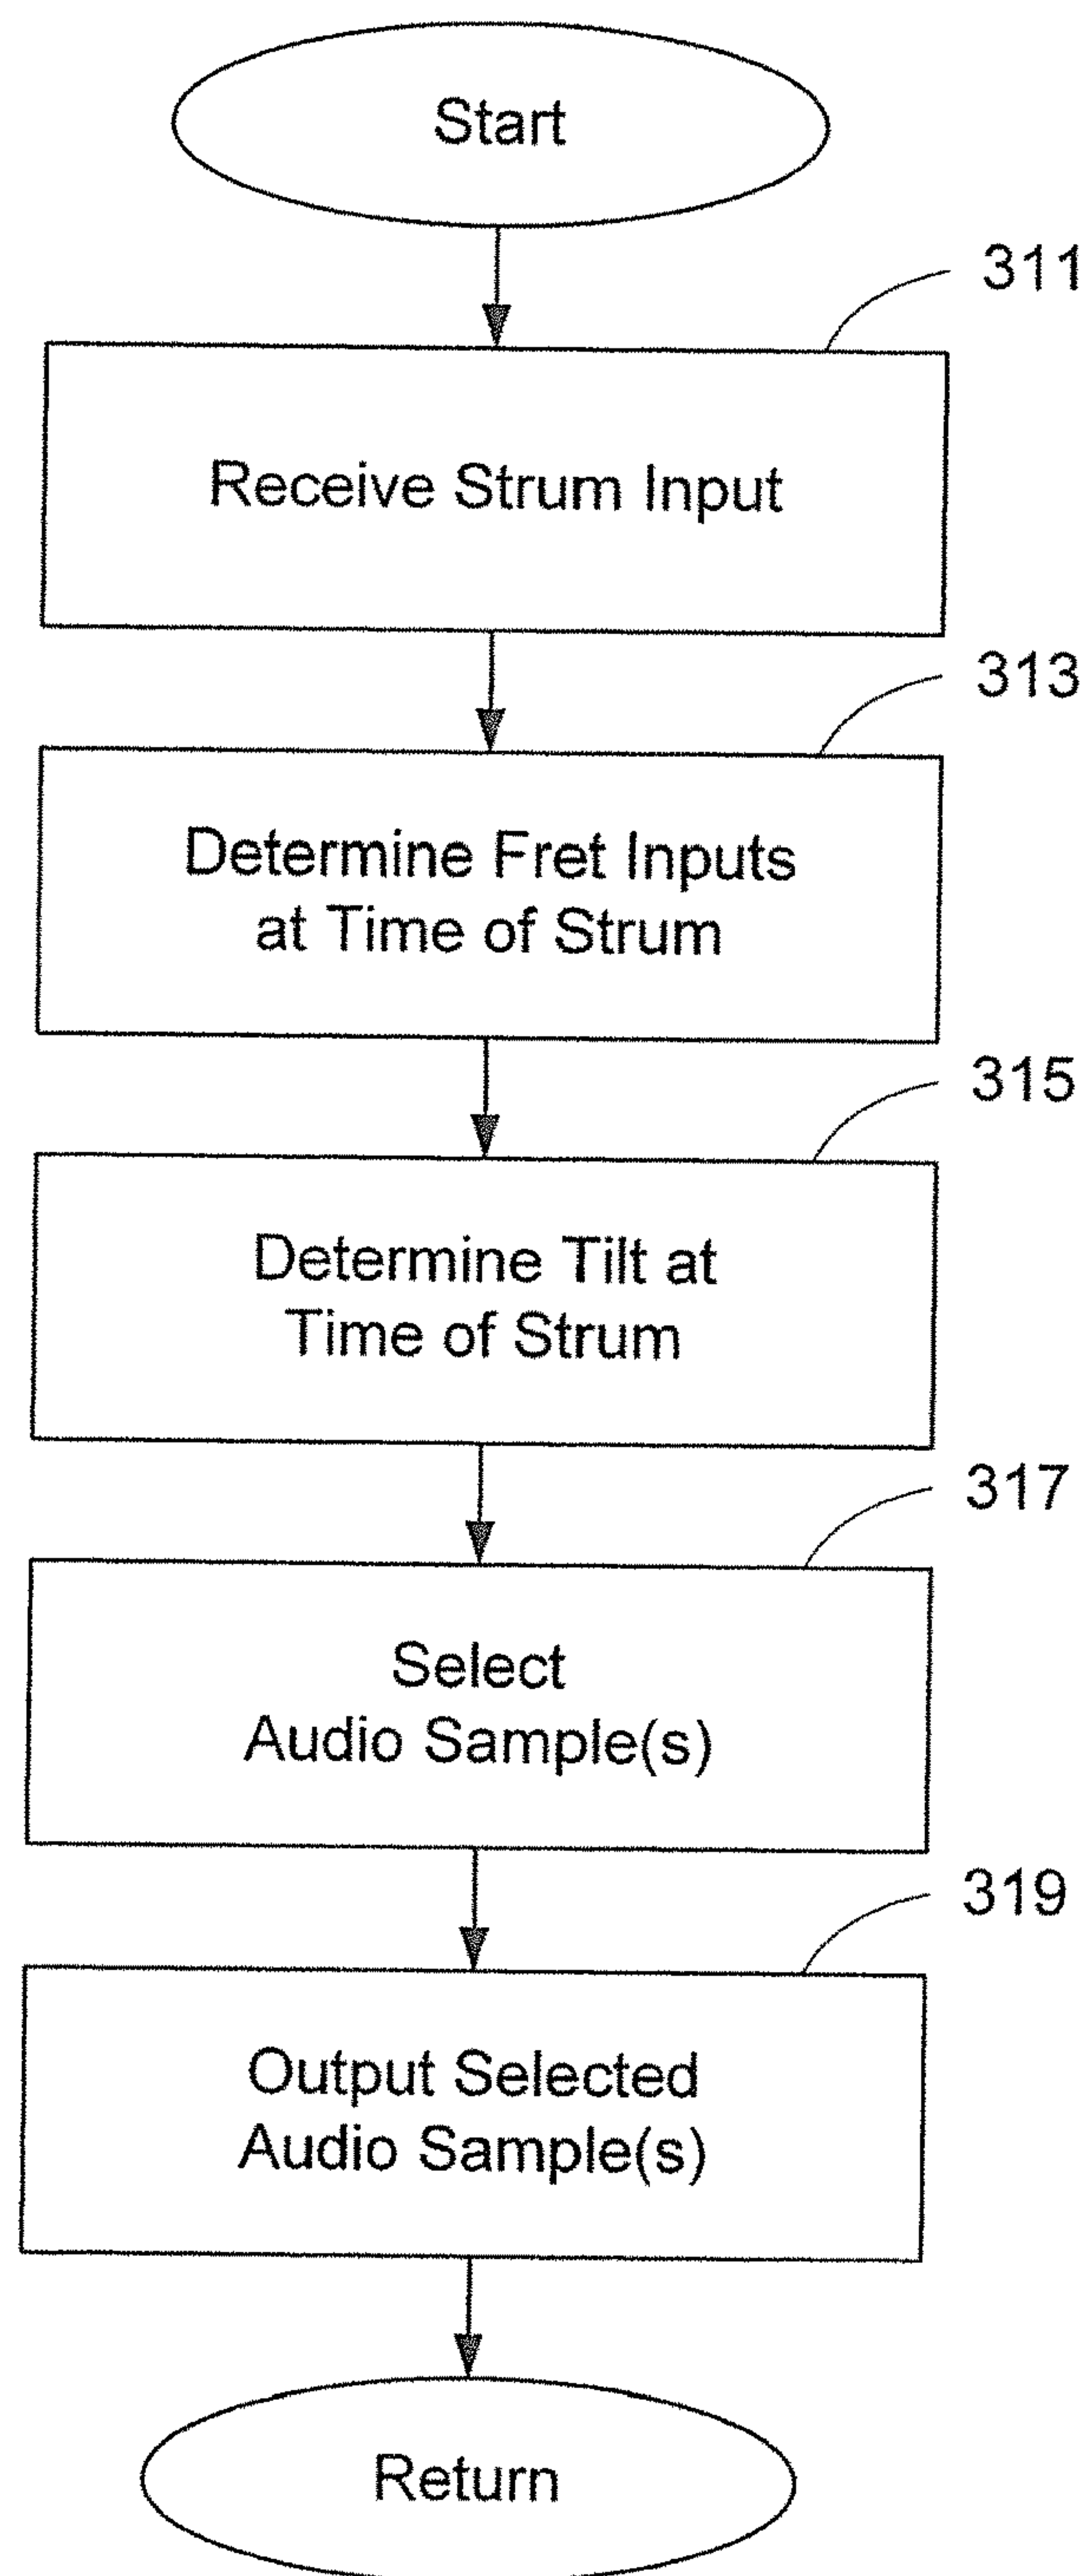 Start
311
Receive Strum Input
313
Determine Fret Inputs
at Time of Strum
315
Determine Tilt at
Time of Strum
317
Select
Audio Sample(s)
319
Output Selected
Audio Sample(s)
Return